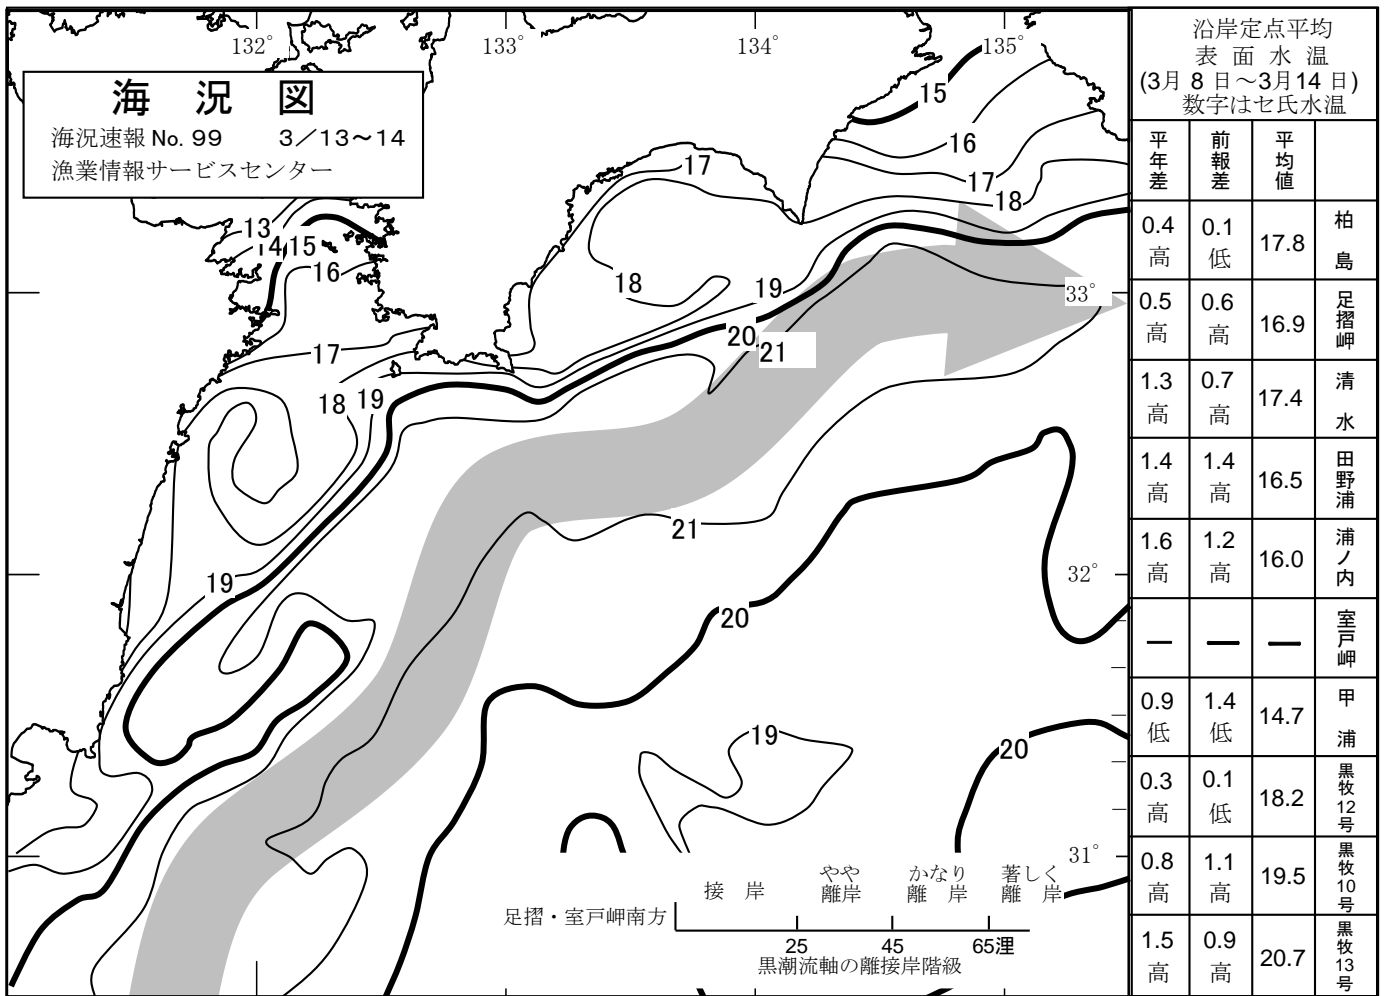 132°
133°
134°
135°
海 況 図
海況速報 No. 99 3／13～14
漁業情報サービスセンター
15
16
17
18
17
13
14 15
16
18
19
33°
20
21
17
18 19
21
32°
19
20
19
20
31°
接 岸
やや
離岸
かなり
離 岸
著しく
離 岸
足摺・室戸岬南方
25 45 65浬
黒潮流軸の離接岸階級
沿岸定点平均
表 面 水 温
(3月 8 日～3月14 日)
数字はセ氏水温
平年差 前報差 平均値
0.4高 0.1低 17.8 柏島
0.5高 0.6高 16.9 足摺岬
1.3高 0.7高 17.4 清水
1.4高 1.4高 16.5 田野浦
1.6高 1.2高 16.0 浦ノ内
— — — 室戸岬
0.9低 1.4低 14.7 甲浦
0.3高 0.1低 18.2 黒牧12号
0.8高 1.1高 19.5 黒牧10号
1.5高 0.9高 20.7 黒牧13号